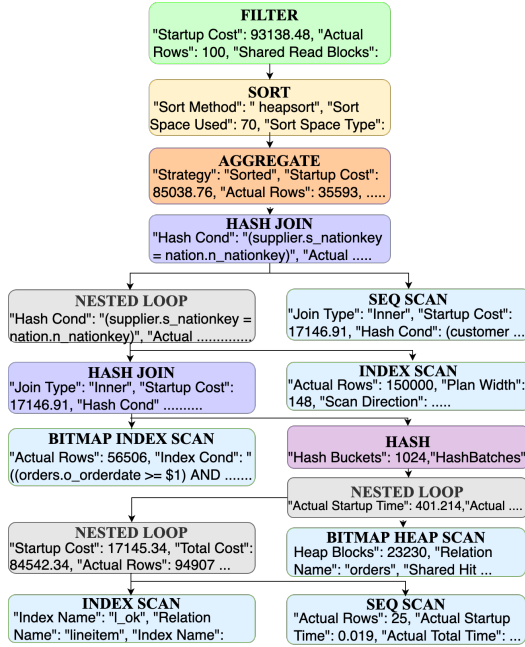 FILTER
"Startup Cost": 93138.48, "Actual
Rows": 100, "Shared Read Blocks":
SORT
"Sort Method": " heapsort", "Sort
Space Used": 70, "Sort Space Type":
AGGREGATE
"Strategy": "Sorted", "Startup Cost":
85038.76, "Actual Rows": 35593, .....
HASH JOIN
"Hash Cond": "(supplier.s_nationkey
= nation.n_nationkey)", "Actual .....
NESTED LOOP
"Hash Cond": "(supplier.s_nationkey =
nation.n_nationkey)", "Actual .............
SEQ SCAN
"Join Type": "Inner", "Startup Cost":
17146.91, "Hash Cond": (customer ...
HASH JOIN
"Join Type": "Inner", "Startup Cost":
17146.91, "Hash Cond" ..........
INDEX SCAN
"Actual Rows": 150000, "Plan Width":
148, "Scan Direction": .....
BITMAP INDEX SCAN
"Actual Rows": 56506, "Index Cond": "
((orders.o_orderdate >= $1) AND .......
HASH
"Hash Buckets": 1024,"HashBatches"
NESTED LOOP
"Actual Startup Time": 401.214,"Actual ....
NESTED LOOP
"Startup Cost": 17145.34, "Total Cost":
84542.34, "Actual Rows": 94907 ...
BITMAP HEAP SCAN
Heap Blocks": 23230, "Relation
Name": "orders", "Shared Hit ...
INDEX SCAN
"Index Name": "l_ok", "Relation
Name": "lineitem", "Index Name":
SEQ SCAN
"Actual Rows": 25, "Actual Startup
Time": 0.019, "Actual Total Time": ...